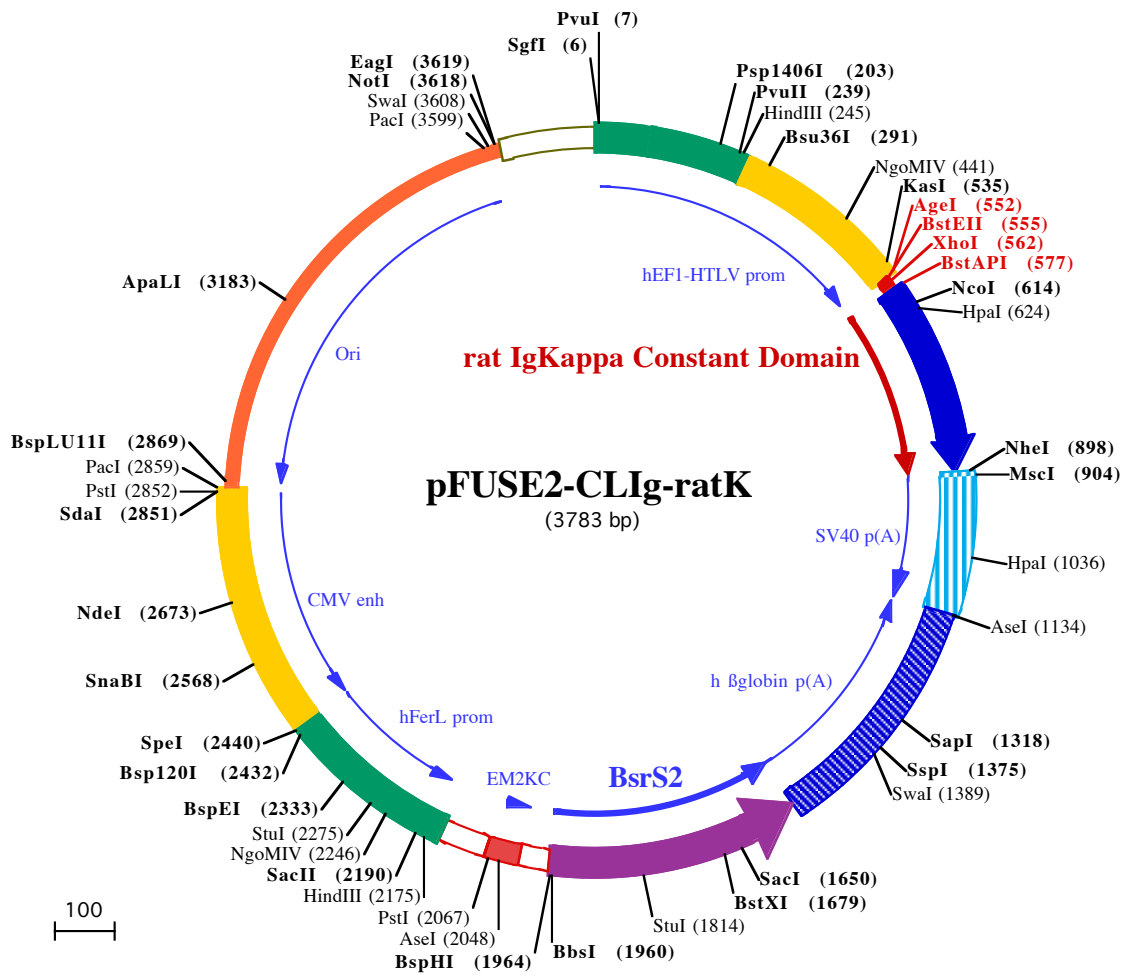 PvuI (7)
SgfI (6)
EagI (3619)
NotI (3618)
SwaI (3608)
PacI (3599)
Psp1406I (203)
PvuII (239)
HindIII (245)
Bsu36I (291)
NgoMIV (441)
KasI (535)
AgeI (552)
BstEII (555)
XhoI (562)
BstAPI (577)
NcoI (614)
HpaI (624)
hEF1-HTLV prom
ApaLI (3183)
Ori
rat IgKappa Constant Domain
BspLU11I (2869)
PacI (2859)
PstI (2852)
SdaI (2851)
NheI (898)
MscI (904)
pFUSE2-CLIg-ratK
(3783 bp)
SV40 p(A)
HpaI (1036)
CMV enh
NdeI (2673)
AseI (1134)
SnaBI (2568)
h ßglobin p(A)
hFerL prom
SpeI (2440)
Bsp120I (2432)
SapI (1318)
SspI (1375)
SwaI (1389)
EM2KC
BsrS2
BspEI (2333)
StuI (2275)
NgoMIV (2246)
SacII (2190)
HindIII (2175)
PstI (2067)
AseI (2048)
BspHI (1964)
BbsI (1960)
SacI (1650)
BstXI (1679)
StuI (1814)
100